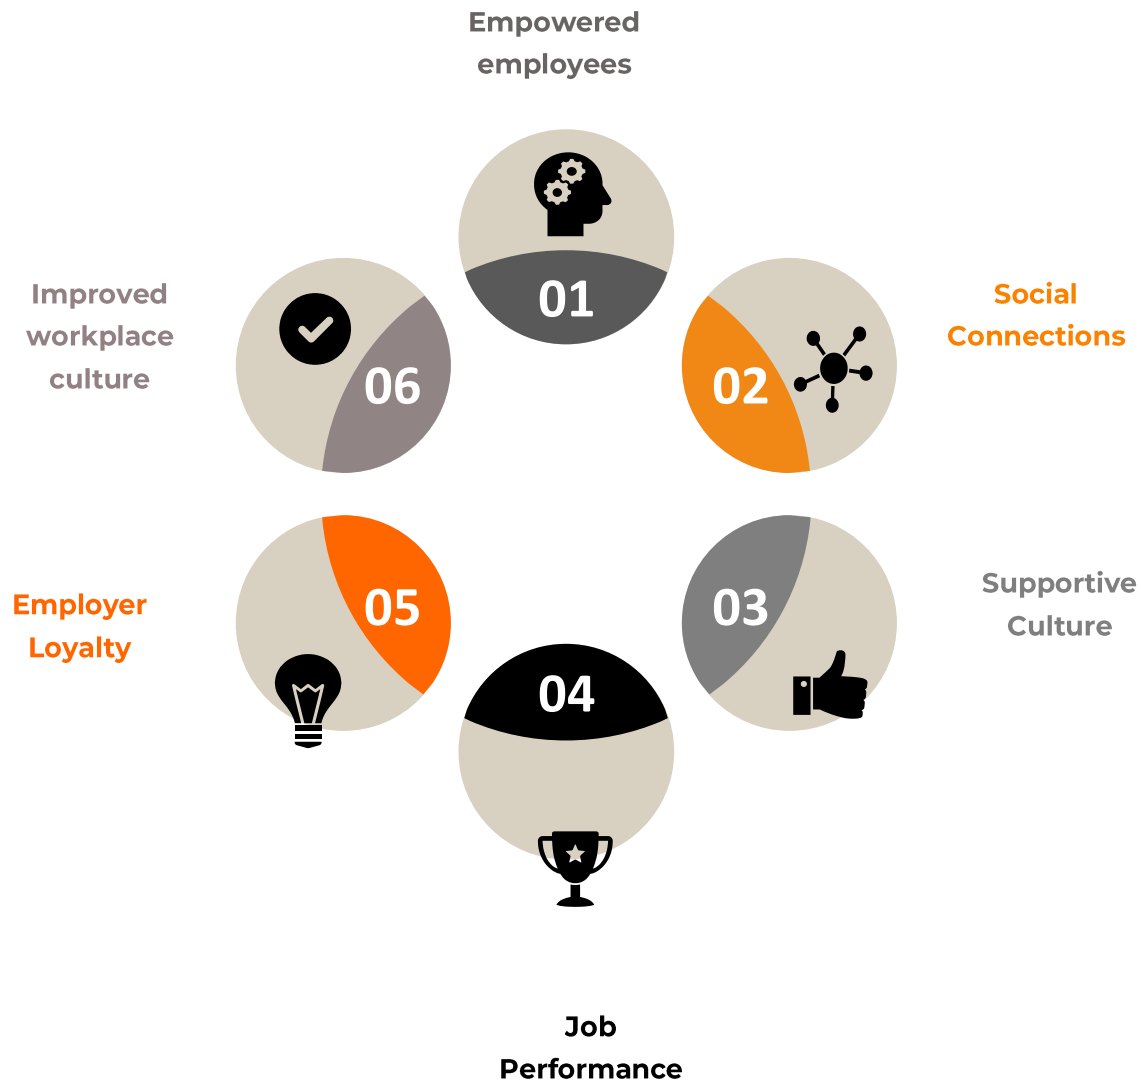 Empowered
employees
01
Social
Connections
02
Supportive
Culture
03
04
Job
Performance
05
Employer
Loyalty
06
Improved
workplace
culture